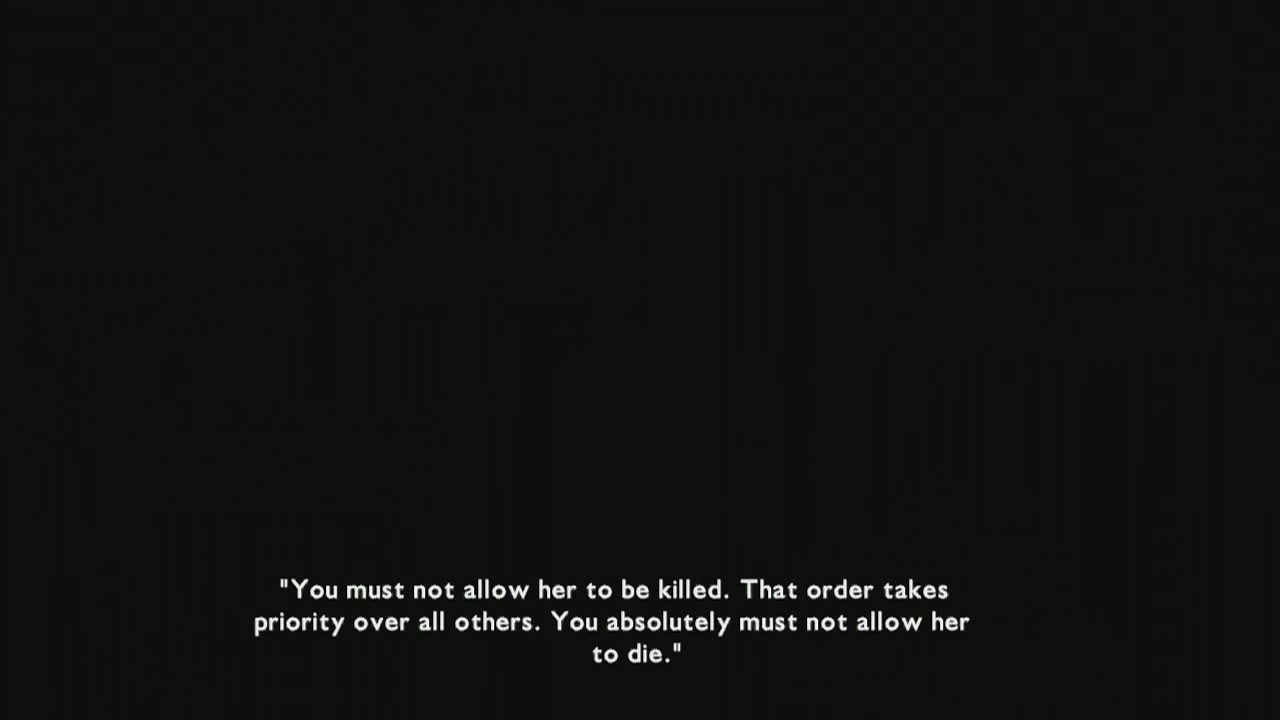 "You must not allow her to be killed. That order takes
priority over all others. You absolutely must not allow her
to die."